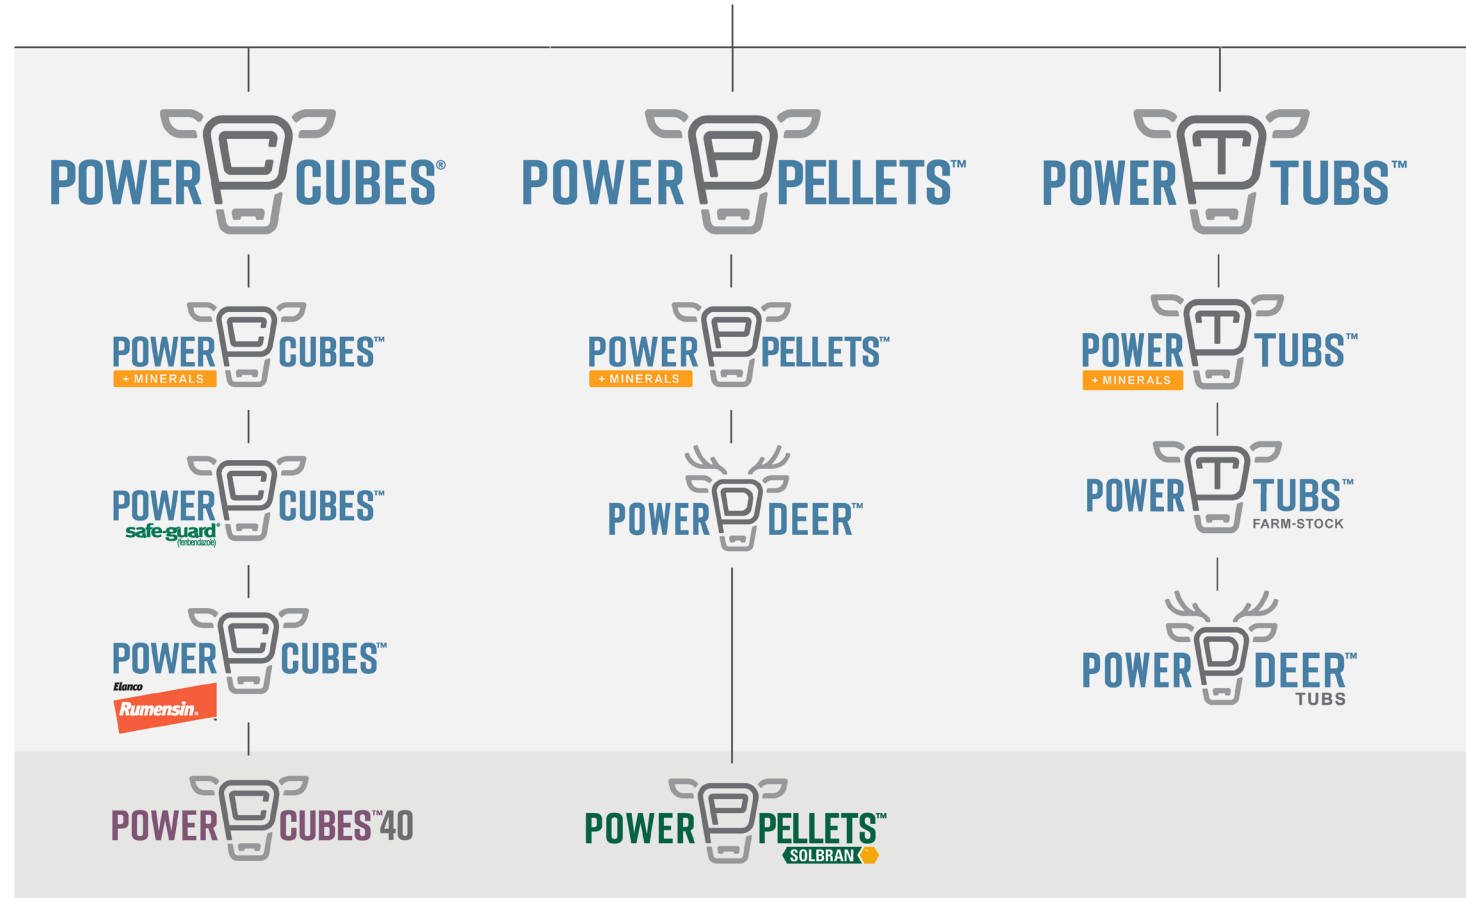 POWER CUBES®
POWER PELLETS™
POWER TUBS™
POWER CUBES™
+ MINERALS
POWER PELLETS™
+ MINERALS
POWER TUBS™
+ MINERALS
POWER CUBES™
safe-guard®
(fenbendazole)
POWER DEER™
POWER TUBS™
FARM-STOCK
POWER CUBES™
Elanco
Rumensin®
POWER DEER™
TUBS
POWER CUBES™40
POWER PELLETS™
SOLBRAN